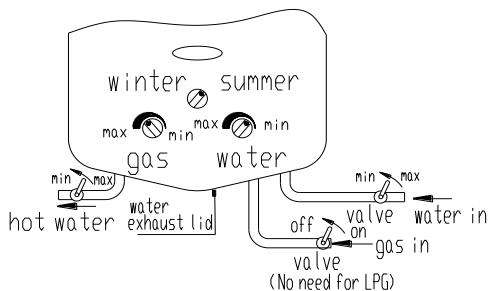 winter summer
max min max min
gas water
min max min max
hot water water exhaust lid off on valve water in
gas in
valve
(No need for LPG)